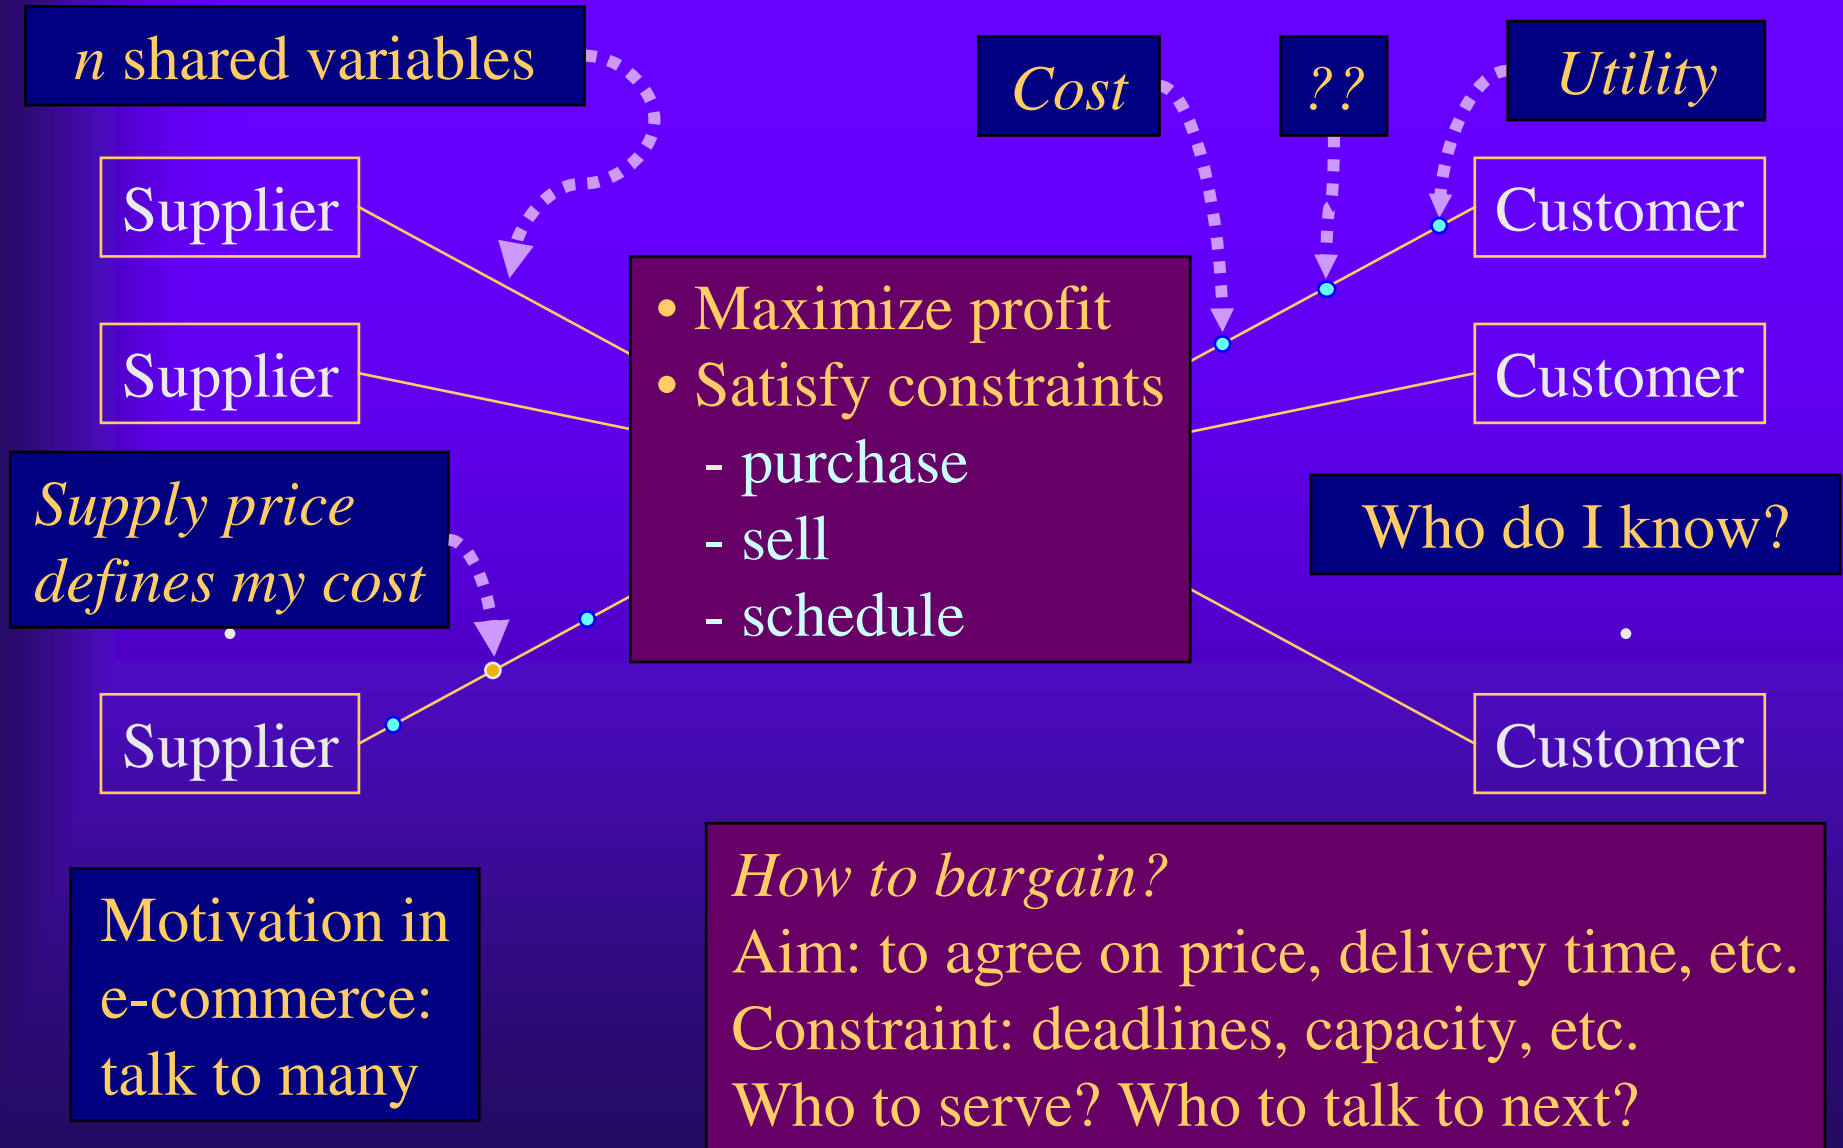 n shared variables
Cost
??
Utility
Supplier
Customer
• Maximize profit
• Satisfy constraints
- purchase
- sell
- schedule
Supplier
Customer
Supply price
defines my cost
Who do I know?
Supplier
Customer
Motivation in
e-commerce:
talk to many
How to bargain?
Aim: to agree on price, delivery time, etc.
Constraint: deadlines, capacity, etc.
Who to serve? Who to talk to next?